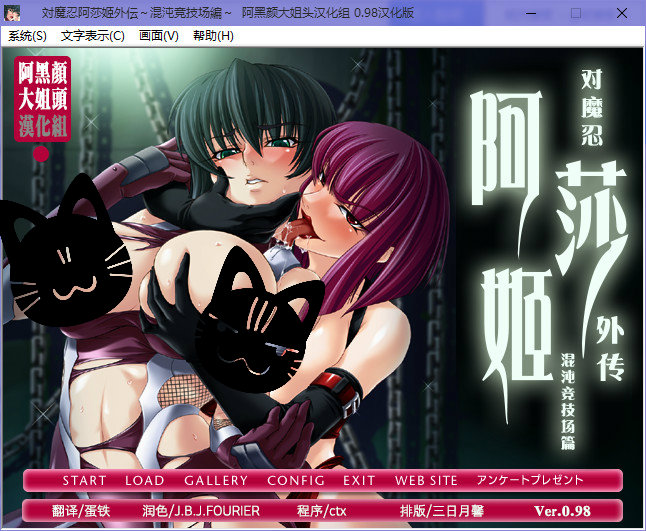 对魔忍阿莎姬外伝～混沌竞技场編～ 阿黑颜大姐头汉化组 0.98汉化版
系统(S) 文字表示(C) 画面(V) 帮助(H)
阿黑顔
大姐頭
漢化組
对魔忍
阿莎姬
外传
混沌竞技场篇
START LOAD GALLERY CONFIG EXIT WEB SITE アンケートプレゼント
翻译/蛋铁 润色/J.B.J.FOURIER 程序/ctx 排版/三日月馨 Ver.0.98